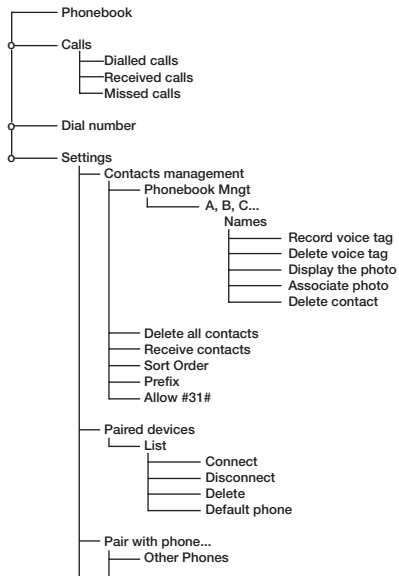 Phonebook
Calls
Dialled calls
Received calls
Missed calls
Dial number
Settings
Contacts management
Phonebook Mngt
A, B, C...
Names
Record voice tag
Delete voice tag
Display the photo
Associate photo
Delete contact
Delete all contacts
Receive contacts
Sort Order
Prefix
Allow #31#
Paired devices
List
Connect
Disconnect
Delete
Default phone
Pair with phone...
Other Phones